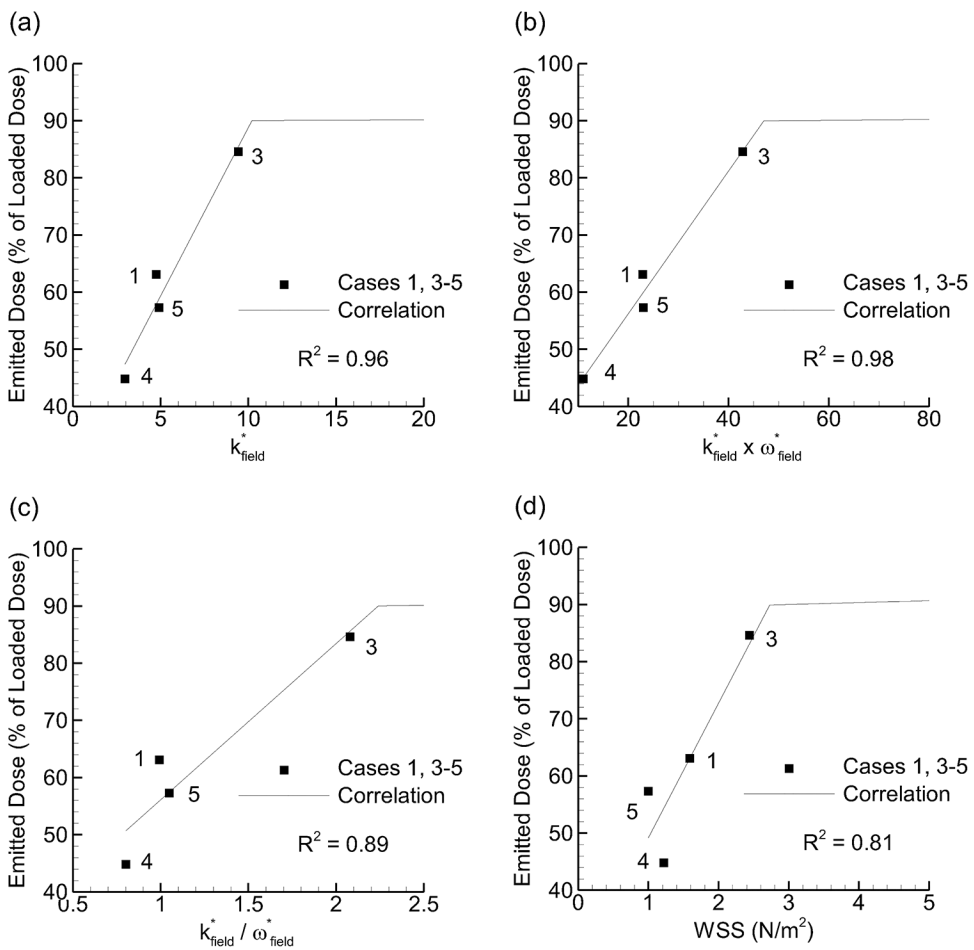 (a)
Emitted Dose (% of Loaded Dose)
100
90
80
70
60
50
40
3
1
5
4
Cases 1, 3-5
Correlation
R² = 0.96
0 5 10 15 20
k*field
(b)
Emitted Dose (% of Loaded Dose)
100
90
80
70
60
50
40
3
1
5
4
Cases 1, 3-5
Correlation
R² = 0.98
20 40 60 80
k*field x ω*field
(c)
Emitted Dose (% of Loaded Dose)
100
90
80
70
60
50
40
3
1
5
4
Cases 1, 3-5
Correlation
R² = 0.89
0.5 1 1.5 2 2.5
k*field / ω*field
(d)
Emitted Dose (% of Loaded Dose)
100
90
80
70
60
50
40
3
1
5
4
Cases 1, 3-5
Correlation
R² = 0.81
0 1 2 3 4 5
WSS (N/m²)